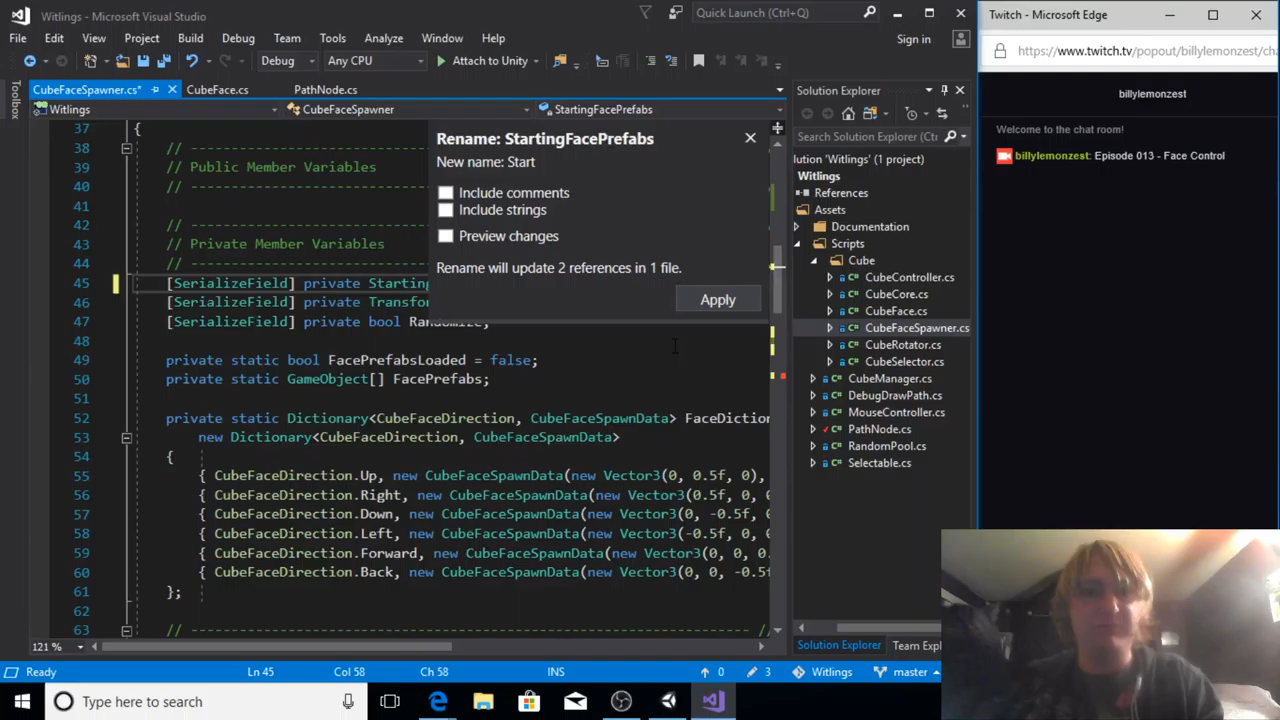 Witlings - Microsoft Visual Studio
Quick Launch (Ctrl+Q)
File Edit View Project Build Debug Team Tools Analyze Window Help
Sign in
Debug Any CPU Attach to Unity
CubeFaceSpawner.cs* CubeFace.cs PathNode.cs
Witlings CubeFaceSpawner StartingFacePrefabs
Toolbox
37 {
38 // ----------------------------------
39 // Public Member Variables
40 // ----------------------------------
41
42 // ----------------------------------
43 // Private Member Variables
44 // ----------------------------------
45 [SerializeField] private Starting
46 [SerializeField] private Transfor
47 [SerializeField] private bool Randomize;
48
49 private static bool FacePrefabsLoaded = false;
50 private static GameObject[] FacePrefabs;
51
52 private static Dictionary<CubeFaceDirection, CubeFaceSpawnData> FaceDiction
53 new Dictionary<CubeFaceDirection, CubeFaceSpawnData>
54 {
55 { CubeFaceDirection.Up, new CubeFaceSpawnData(new Vector3(0, 0.5f, 0),
56 { CubeFaceDirection.Right, new CubeFaceSpawnData(new Vector3(0.5f, 0, 0
57 { CubeFaceDirection.Down, new CubeFaceSpawnData(new Vector3(0, -0.5f, 0
58 { CubeFaceDirection.Left, new CubeFaceSpawnData(new Vector3(-0.5f, 0, 0
59 { CubeFaceDirection.Forward, new CubeFaceSpawnData(new Vector3(0, 0, 0.
60 { CubeFaceDirection.Back, new CubeFaceSpawnData(new Vector3(0, 0, -0.5f
61 };
62
63 // ---------------------------------------------------------------------- //
Rename: StartingFacePrefabs
New name: Start
Include comments
Include strings
Preview changes
Rename will update 2 references in 1 file.
Apply
Solution Explorer
Search Solution Explorer (Ctrl+
lution 'Witlings' (1 project)
Witlings
References
Assets
Documentation
Scripts
Cube
CubeController.cs
CubeCore.cs
CubeFace.cs
CubeFaceSpawner.cs
CubeRotator.cs
CubeSelector.cs
CubeManager.cs
DebugDrawPath.cs
MouseController.cs
PathNode.cs
RandomPool.cs
Selectable.cs
Solution Explorer Team Expl
121 %
Ready Ln 45 Col 58 Ch 58 INS 0 3 Witlings master
Type here to search
Twitch - Microsoft Edge
https://www.twitch.tv/popout/billylemonzest/cha
billylemonzest
Welcome to the chat room!
billylemonzest: Episode 013 - Face Control